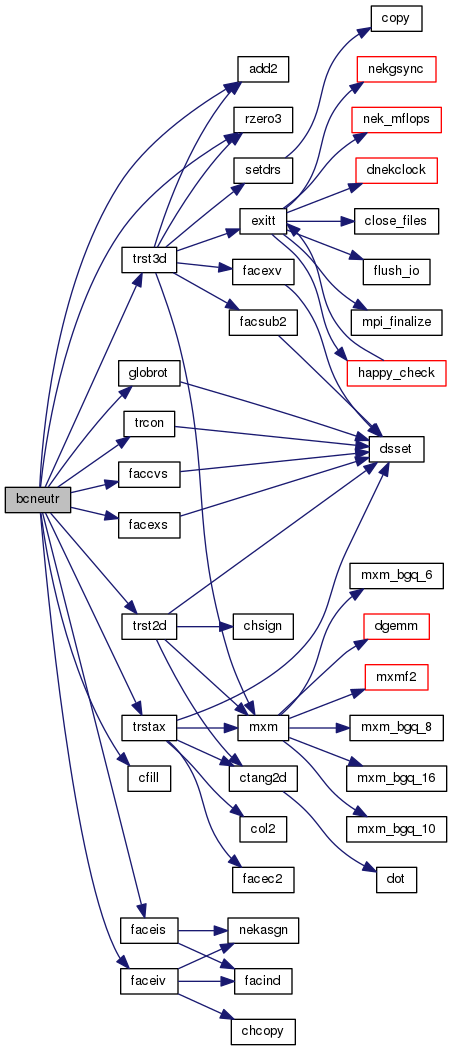 copy
add2
nekgsync
rzero3
nek_mflops
setdrs
dnekclock
exitt
close_files
trst3d
facexv
flush_io
facsub2
mpi_finalize
globrot
happy_check
trcon
dsset
faccvs
bcneutr
facexs
mxm_bgq_6
trst2d
chsign
dgemm
mxmf2
trstax
mxm
mxm_bgq_8
cfill
ctang2d
mxm_bgq_16
col2
mxm_bgq_10
facec2
dot
faceis
nekasgn
faceiv
facind
chcopy